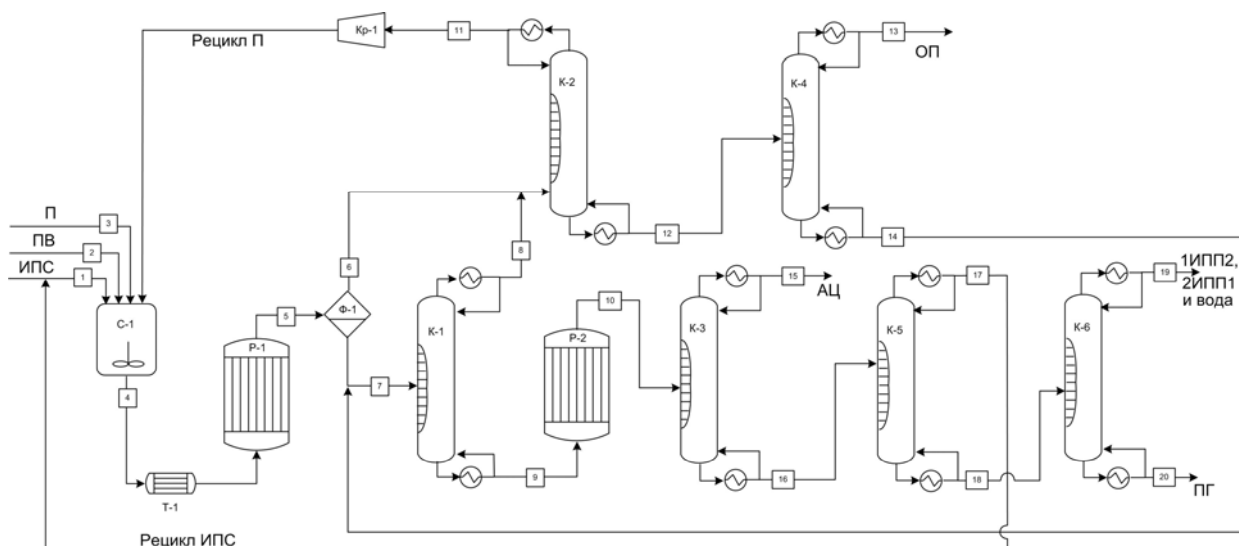 Рецикл П
Кр-1
11
К-2
К-4
13
ОП
П
3
ПВ
2
ИПС
1
С-1
4
Т-1
Рецикл ИПС
Р-1
5
Ф-1
6
7
8
К-1
9
Р-2
10
12
14
К-3
15
АЦ
16
К-5
17
18
К-6
19
1ИПП2,
2ИПП1
и вода
20
ПГ